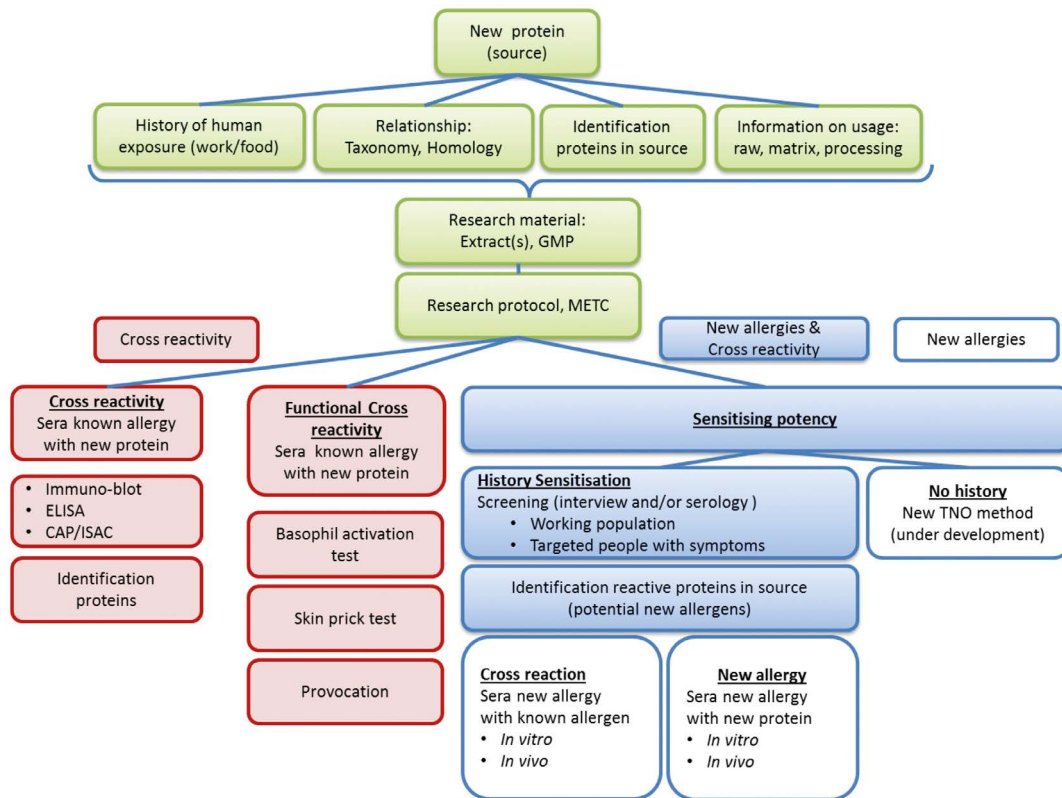 New protein
(source)
History of human
exposure (work/food)
Relationship:
Taxonomy, Homology
Identification
proteins in source
Information on usage:
raw, matrix, processing
Research material:
Extract(s), GMP
Research protocol, METC
Cross reactivity
New allergies &
Cross reactivity
New allergies
Cross reactivity
Sera known allergy
with new protein
• Immuno-blot
• ELISA
• CAP/ISAC
Identification
proteins
Functional Cross
reactivity
Sera known allergy
with new protein
Basophil activation
test
Skin prick test
Provocation
Sensitising potency
History Sensitisation
Screening (interview and/or serology )
• Working population
• Targeted people with symptoms
No history
New TNO method
(under development)
Identification reactive proteins in source
(potential new allergens)
Cross reaction
Sera new allergy
with known allergen
• In vitro
• In vivo
New allergy
Sera new allergy
with new protein
• In vitro
• In vivo